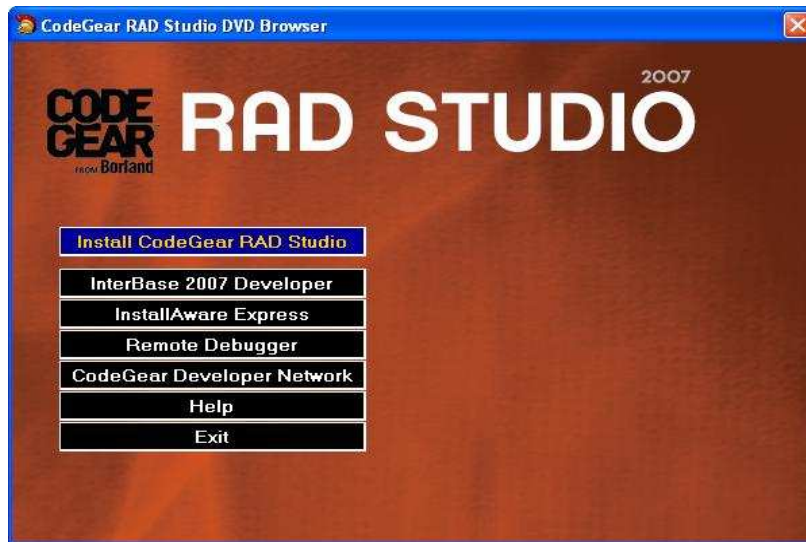 CodeGear RAD Studio DVD Browser
2007
CODE
GEAR
FROM Borland
RAD STUDIO
Install CodeGear RAD Studio
InterBase 2007 Developer
InstallAware Express
Remote Debugger
CodeGear Developer Network
Help
Exit